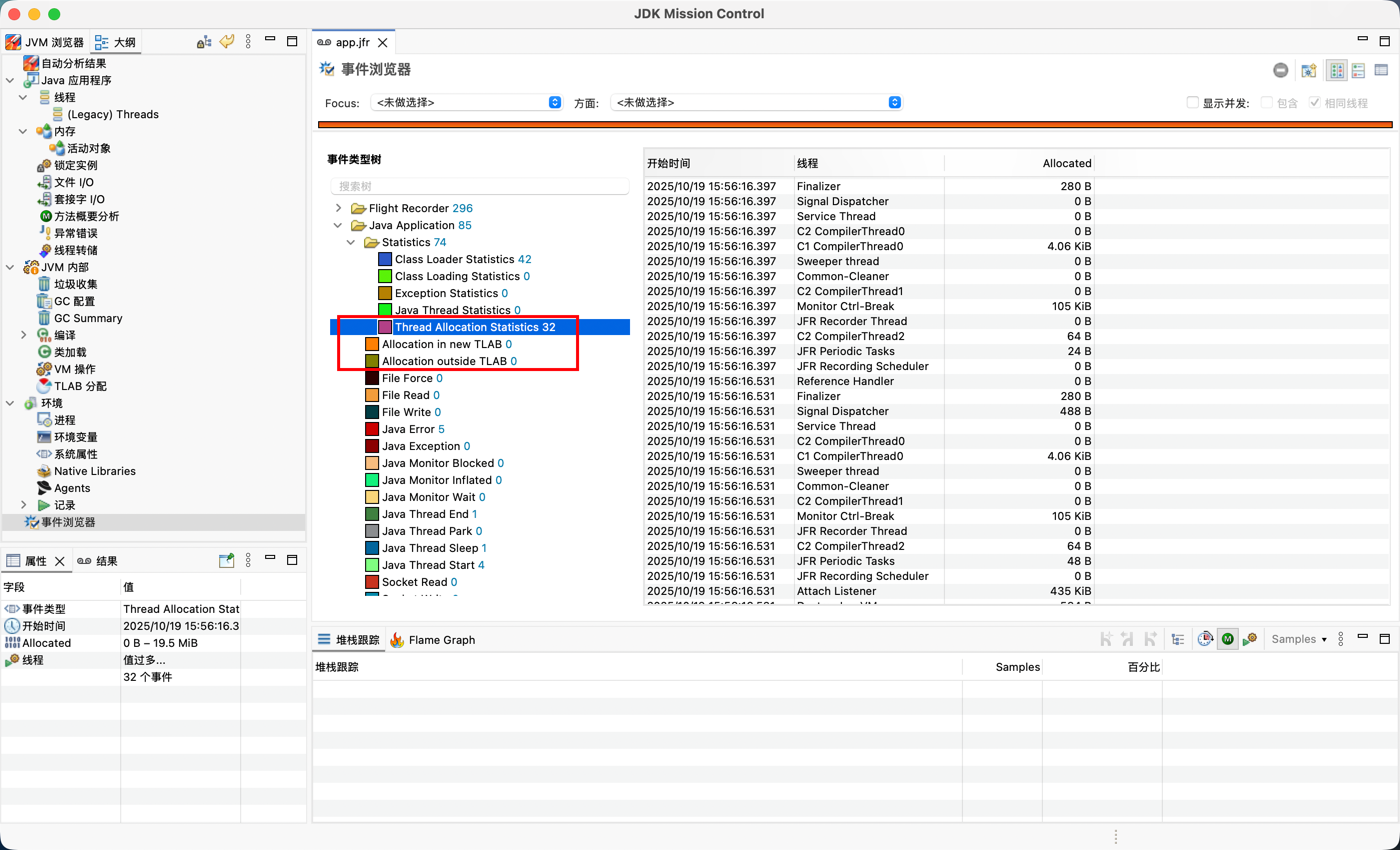 JDK Mission Control
JVM 浏览器
大纲
自动分析结果
Java 应用程序
线程
(Legacy) Threads
内存
活动对象
锁定实例
文件 I/O
套接字 I/O
方法概要分析
异常错误
线程转储
JVM 内部
垃圾收集
GC 配置
GC Summary
编译
类加载
VM 操作
TLAB 分配
环境
进程
环境变量
系统属性
Native Libraries
Agents
记录
事件浏览器
属性
结果
字段 值
事件类型 Thread Allocation Stat
开始时间 2025/10/19 15:56:16.3
Allocated 0 B – 19.5 MiB
线程 值过多...
32 个事件
app.jfr
事件浏览器
Focus: <未做选择> 方面: <未做选择> 显示并发: 包含 相同线程
事件类型树
搜索树
Flight Recorder 296
Java Application 85
Statistics 74
Class Loader Statistics 42
Class Loading Statistics 0
Exception Statistics 0
Java Thread Statistics 0
Thread Allocation Statistics 32
Allocation in new TLAB 0
Allocation outside TLAB 0
File Force 0
File Read 0
File Write 0
Java Error 5
Java Exception 0
Java Monitor Blocked 0
Java Monitor Inflated 0
Java Monitor Wait 0
Java Thread End 1
Java Thread Park 0
Java Thread Sleep 1
Java Thread Start 4
Socket Read 0
开始时间 线程 Allocated
2025/10/19 15:56:16.397 Finalizer 280 B
2025/10/19 15:56:16.397 Signal Dispatcher 0 B
2025/10/19 15:56:16.397 Service Thread 0 B
2025/10/19 15:56:16.397 C2 CompilerThread0 0 B
2025/10/19 15:56:16.397 C1 CompilerThread0 4.06 KiB
2025/10/19 15:56:16.397 Sweeper thread 0 B
2025/10/19 15:56:16.397 Common-Cleaner 0 B
2025/10/19 15:56:16.397 C2 CompilerThread1 0 B
2025/10/19 15:56:16.397 Monitor Ctrl-Break 105 KiB
2025/10/19 15:56:16.397 JFR Recorder Thread 0 B
2025/10/19 15:56:16.397 C2 CompilerThread2 64 B
2025/10/19 15:56:16.397 JFR Periodic Tasks 24 B
2025/10/19 15:56:16.397 JFR Recording Scheduler 0 B
2025/10/19 15:56:16.531 Reference Handler 0 B
2025/10/19 15:56:16.531 Finalizer 280 B
2025/10/19 15:56:16.531 Signal Dispatcher 488 B
2025/10/19 15:56:16.531 Service Thread 0 B
2025/10/19 15:56:16.531 C2 CompilerThread0 0 B
2025/10/19 15:56:16.531 C1 CompilerThread0 4.06 KiB
2025/10/19 15:56:16.531 Sweeper thread 0 B
2025/10/19 15:56:16.531 Common-Cleaner 0 B
2025/10/19 15:56:16.531 C2 CompilerThread1 0 B
2025/10/19 15:56:16.531 Monitor Ctrl-Break 105 KiB
2025/10/19 15:56:16.531 JFR Recorder Thread 0 B
2025/10/19 15:56:16.531 C2 CompilerThread2 64 B
2025/10/19 15:56:16.531 JFR Periodic Tasks 48 B
2025/10/19 15:56:16.531 JFR Recording Scheduler 0 B
2025/10/19 15:56:16.531 Attach Listener 435 KiB
堆栈跟踪
Flame Graph
Samples
堆栈跟踪 Samples 百分比